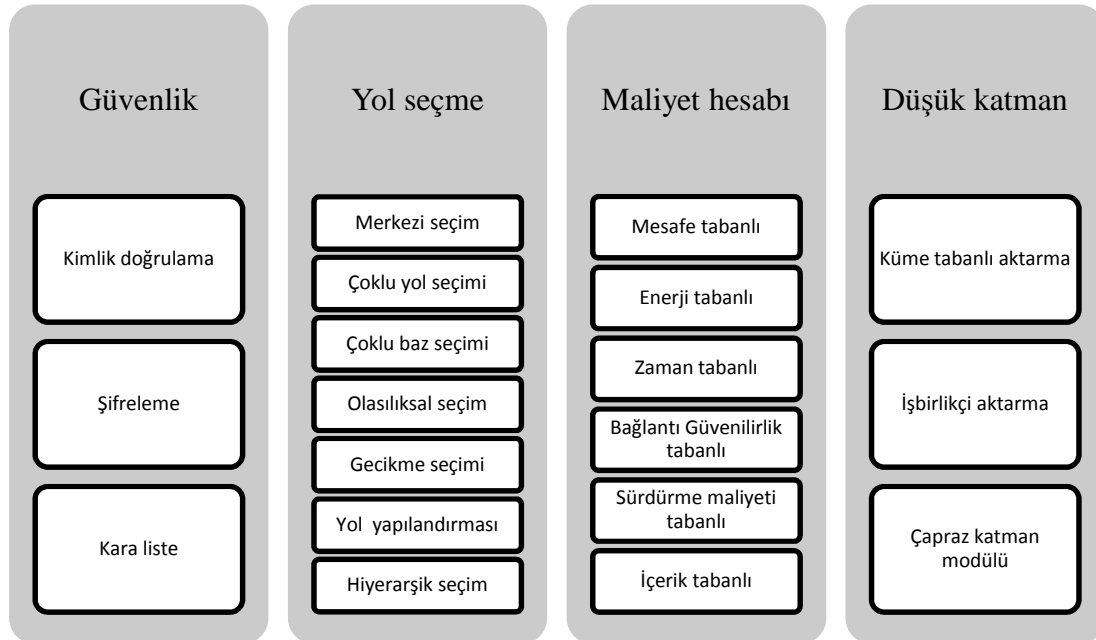 Güvenlik
Kimlik doğrulama
Şifreleme
Kara liste
Yol seçme
Merkezi seçim
Çoklu yol seçimi
Çoklu baz seçimi
Olasılıksal seçim
Gecikme seçimi
Yol yapılandırması
Hiyerarşik seçim
Maliyet hesabı
Mesafe tabanlı
Enerji tabanlı
Zaman tabanlı
Bağlantı Güvenilirlik
tabanlı
Sürdürme maliyeti
tabanlı
İçerik tabanlı
Düşük katman
Küme tabanlı aktarma
İşbirlikçi aktarma
Çapraz katman
modülü